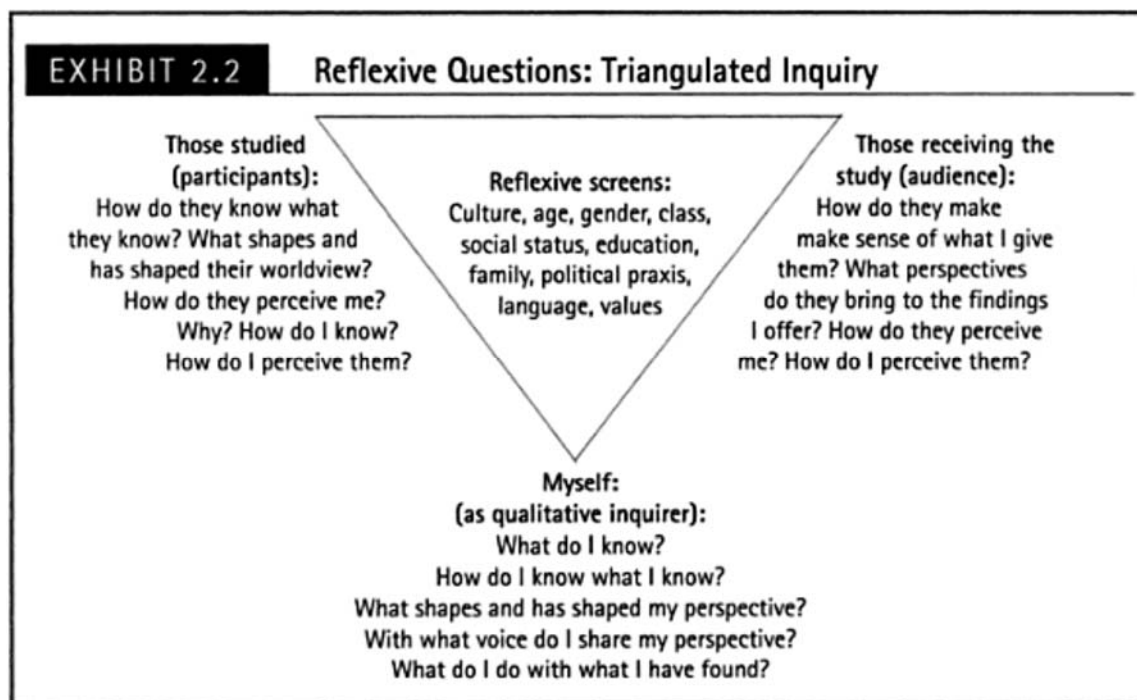 EXHIBIT 2.2
Reflexive Questions: Triangulated Inquiry
Those studied
(participants):
How do they know what
they know? What shapes and
has shaped their worldview?
How do they perceive me?
Why? How do I know?
How do I perceive them?
Reflexive screens:
Culture, age, gender, class,
social status, education,
family, political praxis,
language, values
Those receiving the
study (audience):
How do they make
make sense of what I give
them? What perspectives
do they bring to the findings
I offer? How do they perceive
me? How do I perceive them?
Myself:
(as qualitative inquirer):
What do I know?
How do I know what I know?
What shapes and has shaped my perspective?
With what voice do I share my perspective?
What do I do with what I have found?